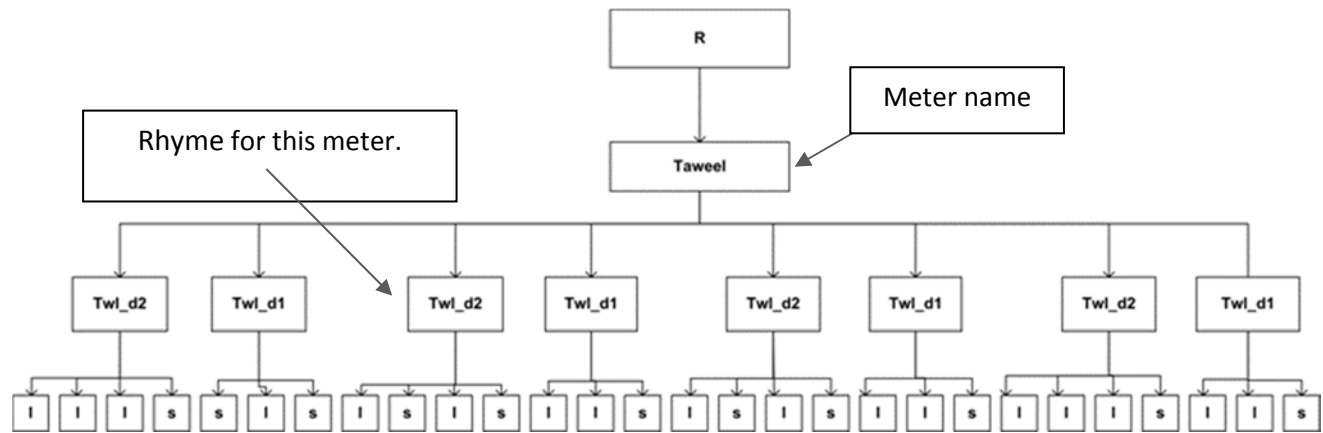 R
Meter name
Rhyme for this meter.
Taweel
Twl_d2 Twl_d1 Twl_d2 Twl_d1 Twl_d2 Twl_d1 Twl_d2 Twl_d1
l l l s s l s l s l s l l s l s l s l l s l l l s l l s